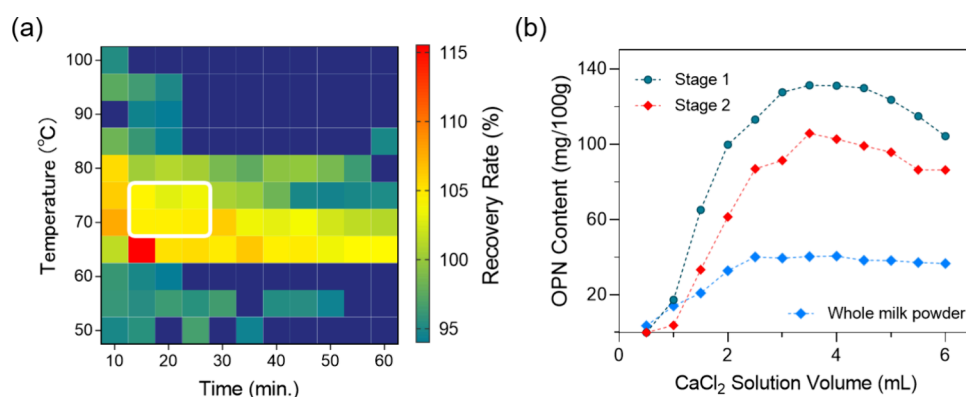 (a)
Temperature (℃)
100
90
80
70
60
50
10 20 30 40 50 60
Time (min.)
115
110
105
100
95
Recovery Rate (%)
(b)
OPN Content (mg/100g)
140
100
60
20
Stage 1
Stage 2
Whole milk powder
0 2 4 6
CaCl₂ Solution Volume (mL)